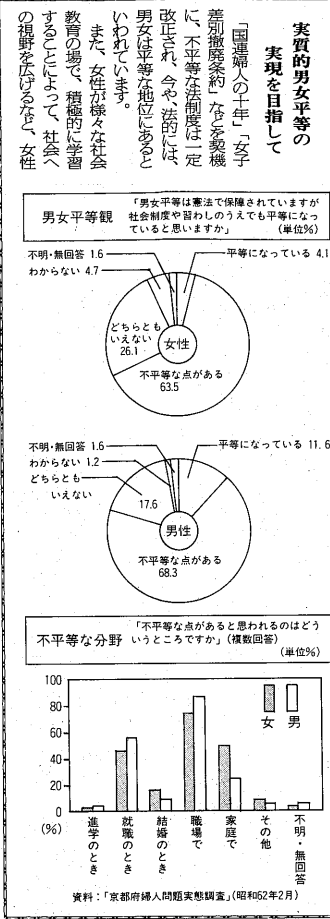 実質的男女平等の
実現を目指して
「国連婦人の十年」「女子
差別撤廃条約」などを契機
に、不平等な法制度は一定
改正され、今や、法的には、
男女は平等な地位にあると
いわれています。
また、女性が様々な社会
教育の場で、積極的に学習
することによって、社会へ
の視野を広げるなど、女性
男女平等観
「男女平等は憲法で保障されていますが
社会制度や習わしのうえでも平等になっ
ていると思いますか」
(単位%)
不明・無回答 1.6
わからない 4.7
平等になっている 4.1
どちらとも
いえない
26.1
女性
不平等な点がある
63.5
不明・無回答 1.6
わからない 1.2
どちらとも
いえない
17.6
平等になっている 11.6
男性
不平等な点がある
68.3
不平等な分野
「不平等な点があると思われるのはどう
いうところですか」(複数回答)
(単位%)
100
80
60
40
20
0
(%)
女
男
進学のとき
就職のとき
結婚のとき
職場で
家庭で
その他
不明・無回答
資料:「京都府婦人問題実態調査」(昭和62年2月)